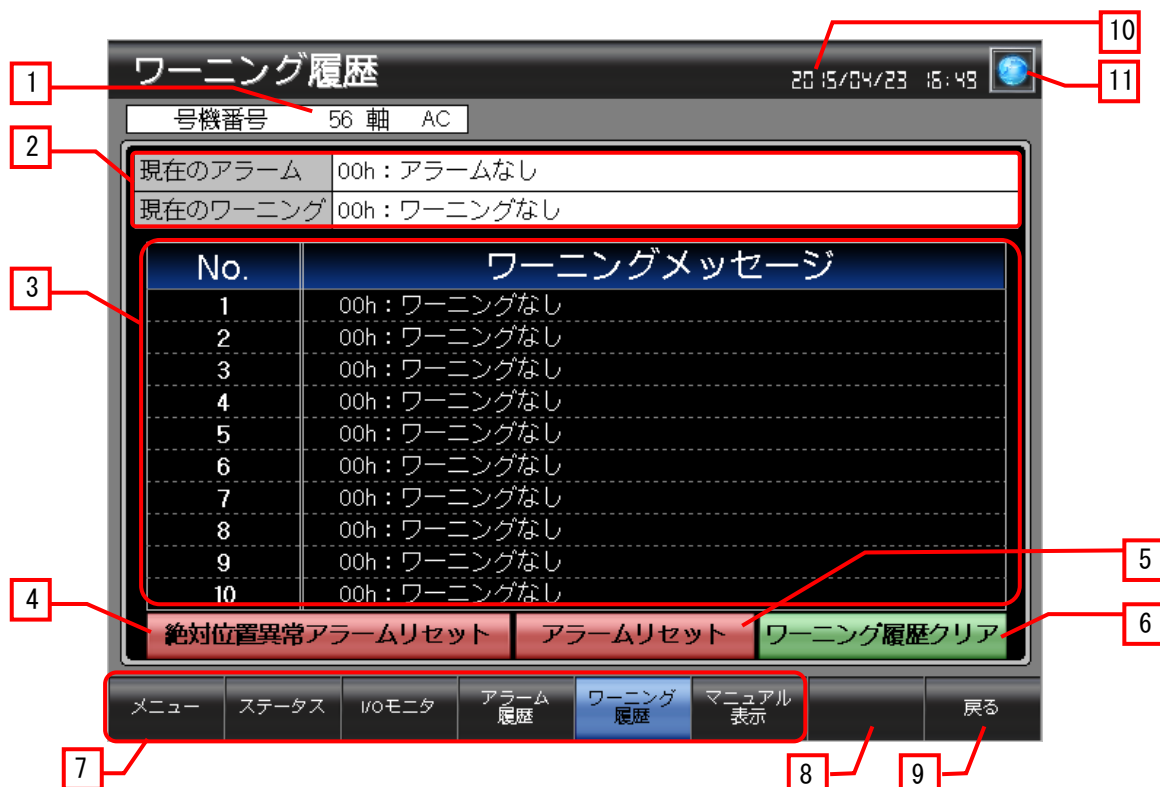 10
ワーニング履歴
2015/04/23 16:49
11
1
号機番号 56 軸 AC
2
現在のアラーム 00h：アラームなし
現在のワーニング 00h：ワーニングなし
3
No. ワーニングメッセージ
1 00h：ワーニングなし
2 00h：ワーニングなし
3 00h：ワーニングなし
4 00h：ワーニングなし
5 00h：ワーニングなし
6 00h：ワーニングなし
7 00h：ワーニングなし
8 00h：ワーニングなし
9 00h：ワーニングなし
10 00h：ワーニングなし
5
4
絶対位置異常アラームリセット アラームリセット ワーニング履歴クリア
6
メニュー ステータス I/Oモニタ アラーム履歴 ワーニング履歴 マニュアル表示 戻る
7 8 9